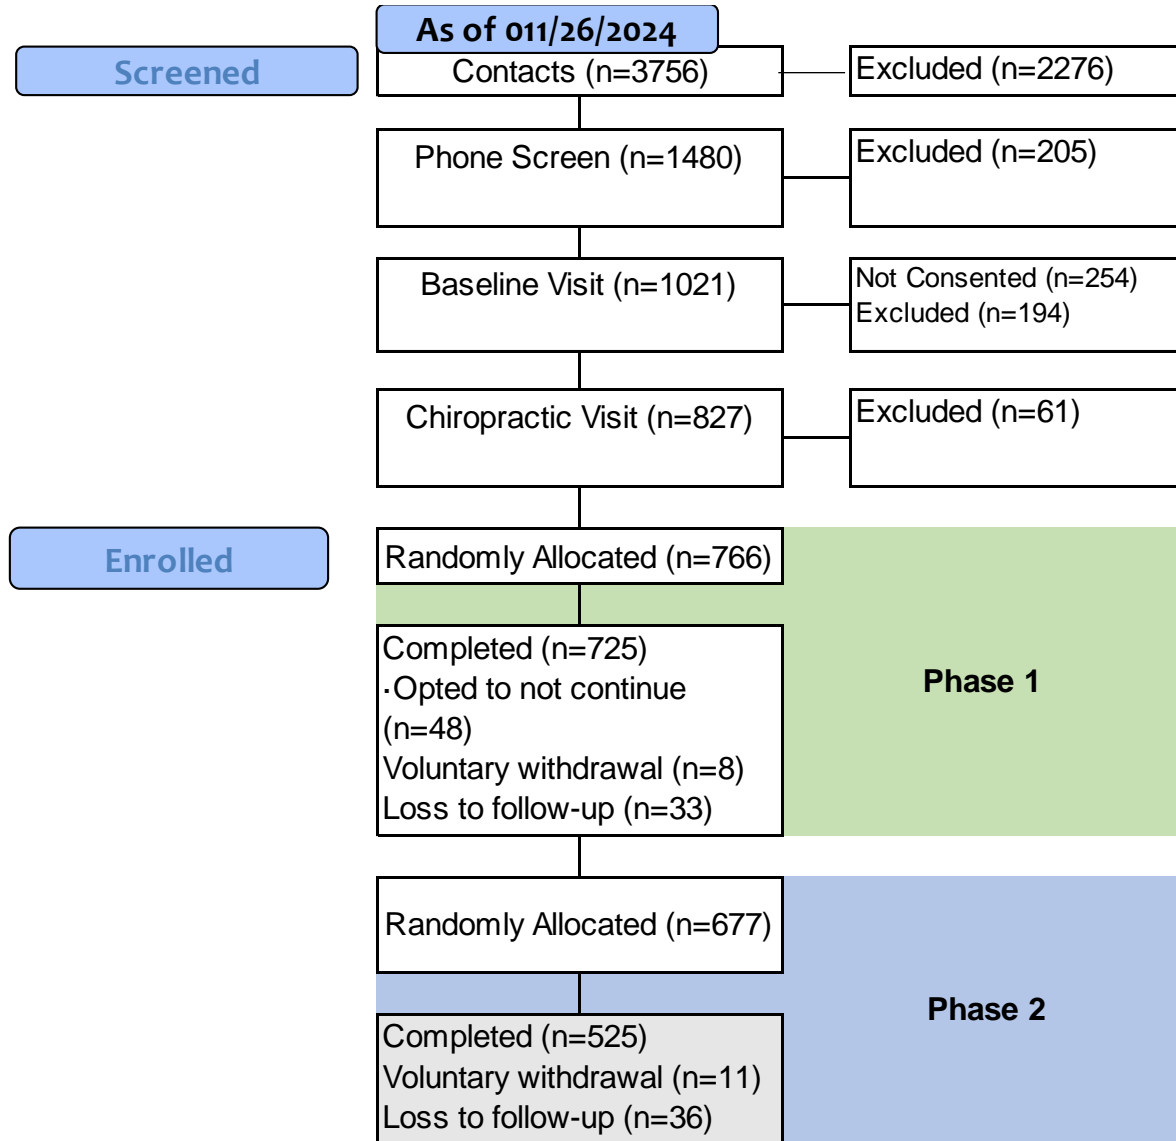 As of 011/26/2024
Screened
Contacts (n=3756)
Excluded (n=2276)
Phone Screen (n=1480)
Excluded (n=205)
Baseline Visit (n=1021)
Not Consented (n=254)
Excluded (n=194)
Chiropractic Visit (n=827)
Excluded (n=61)
Enrolled
Randomly Allocated (n=766)
Completed (n=725)
·Opted to not continue
(n=48)
Voluntary withdrawal (n=8)
Loss to follow-up (n=33)
Phase 1
Randomly Allocated (n=677)
Phase 2
Completed (n=525)
Voluntary withdrawal (n=11)
Loss to follow-up (n=36)